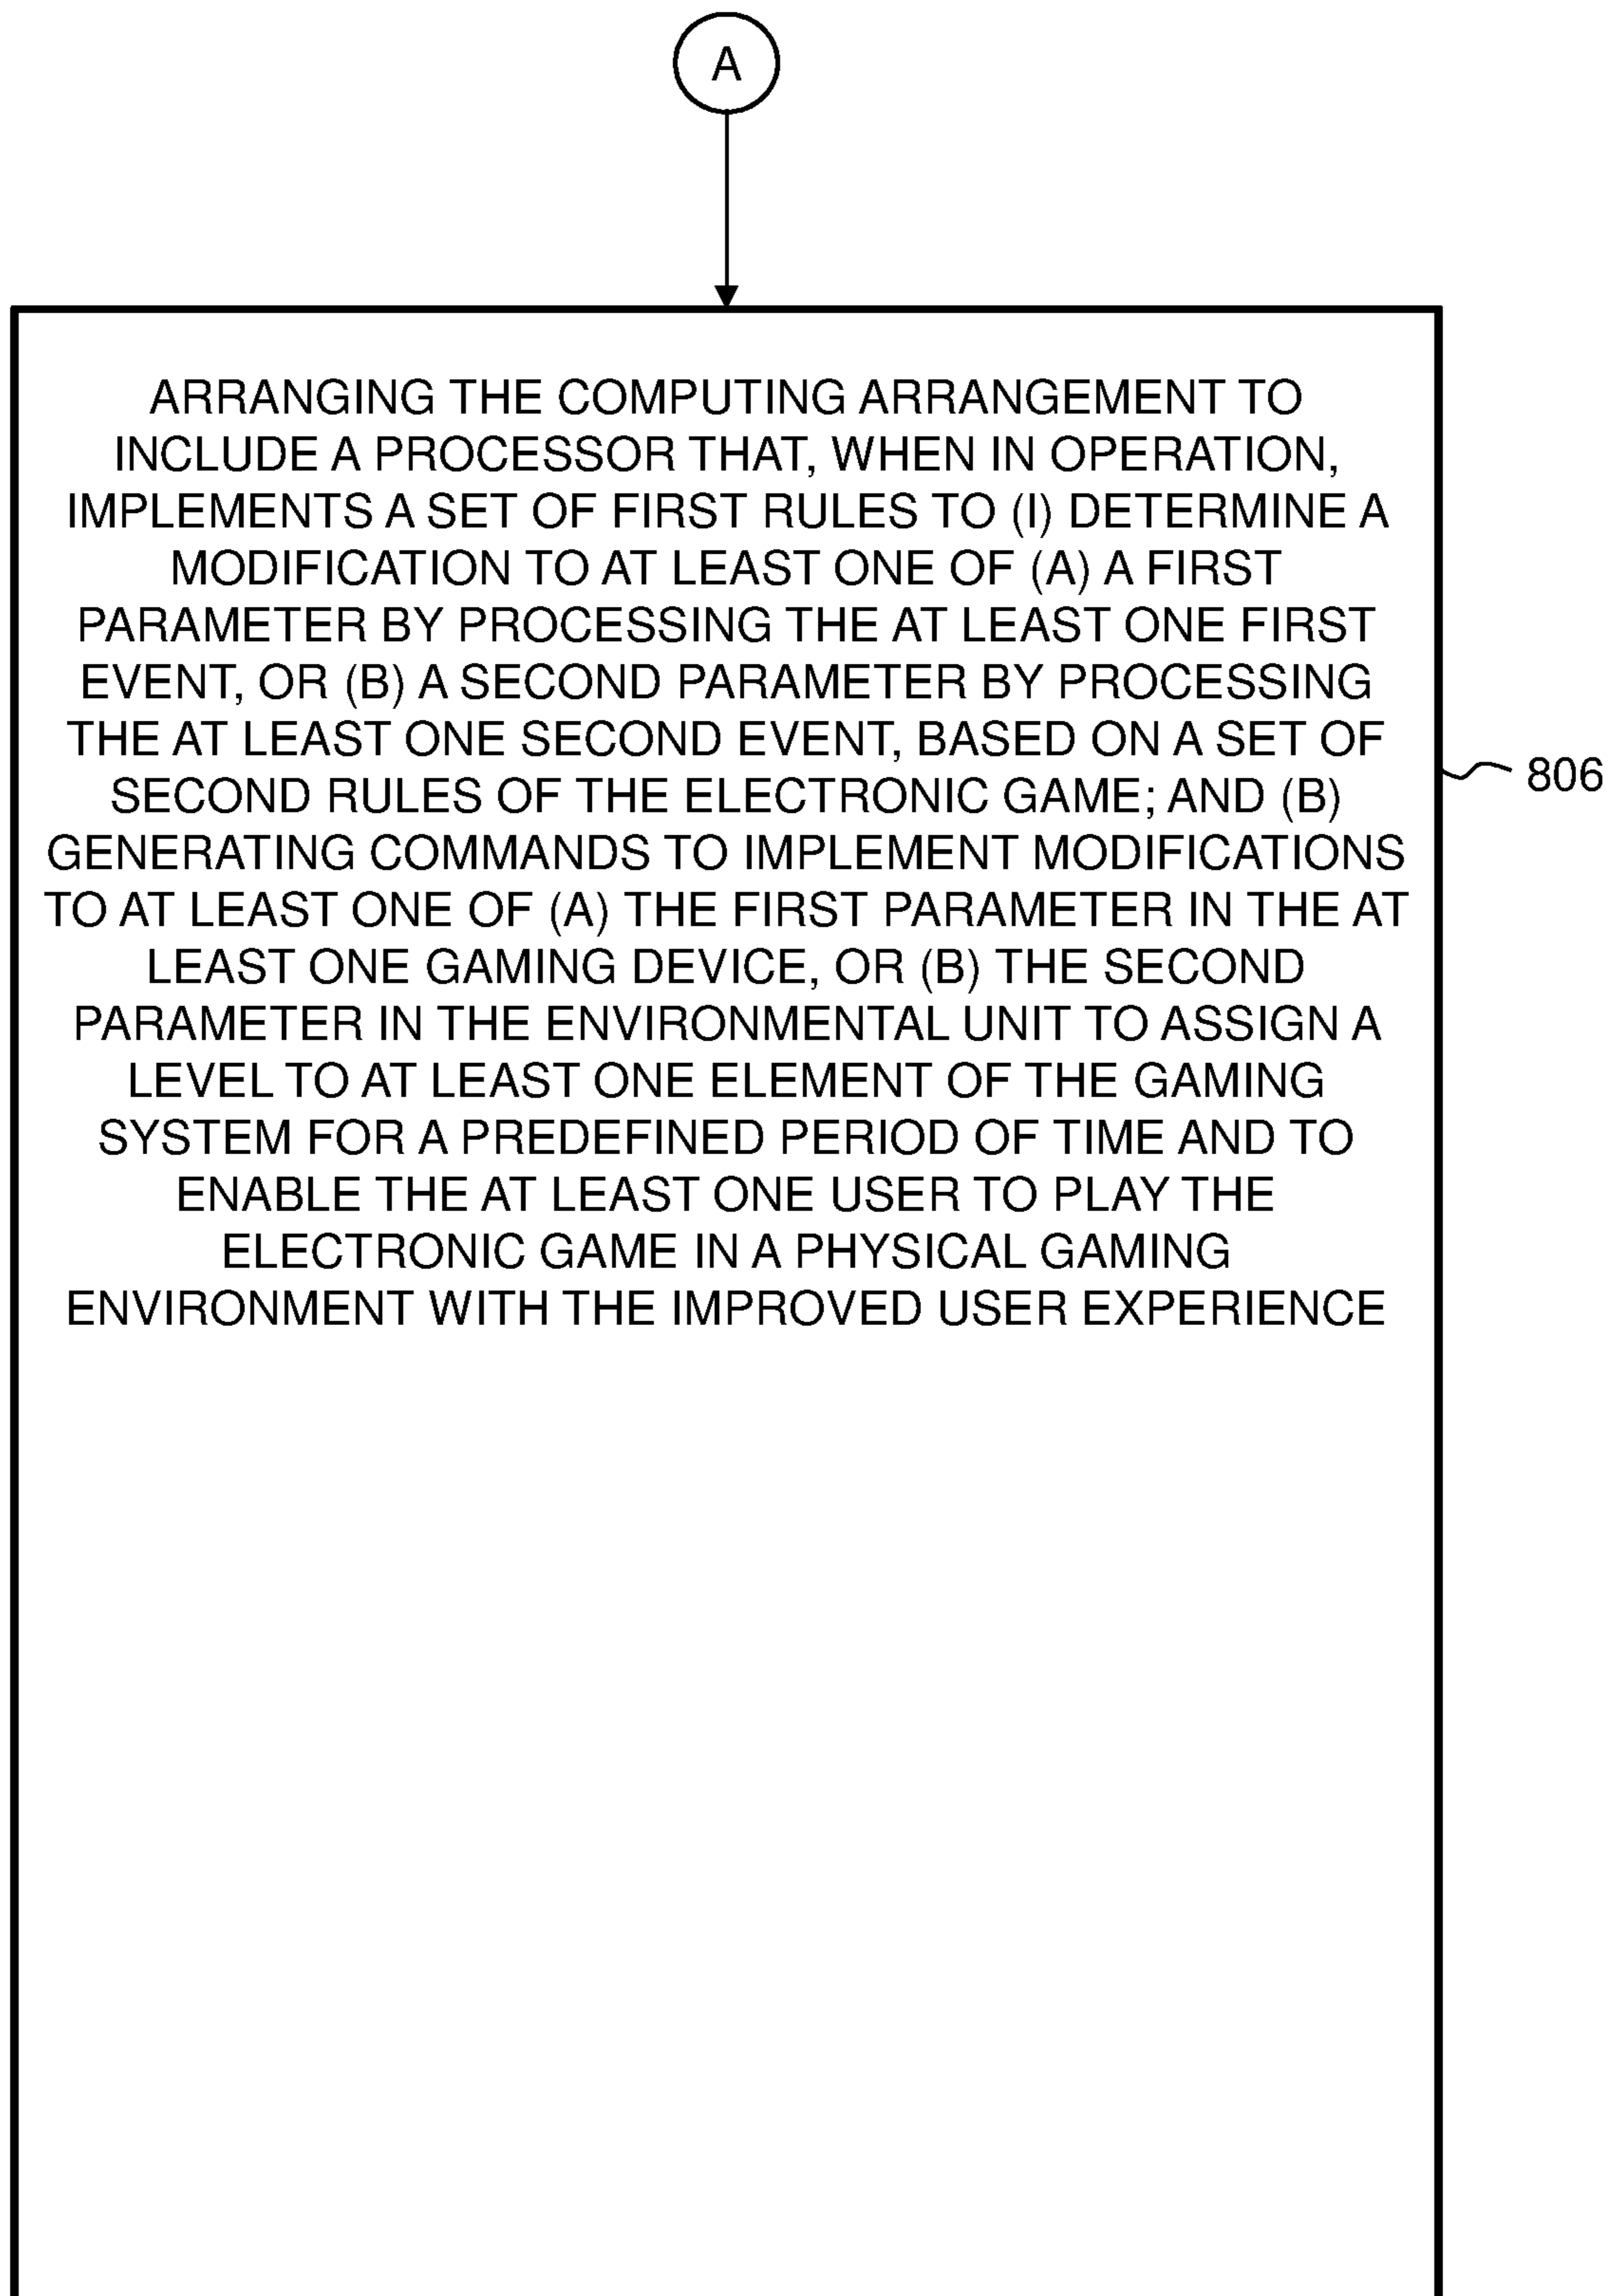 A
ARRANGING THE COMPUTING ARRANGEMENT TO
INCLUDE A PROCESSOR THAT, WHEN IN OPERATION,
IMPLEMENTS A SET OF FIRST RULES TO (I) DETERMINE A
MODIFICATION TO AT LEAST ONE OF (A) A FIRST
PARAMETER BY PROCESSING THE AT LEAST ONE FIRST
EVENT, OR (B) A SECOND PARAMETER BY PROCESSING
THE AT LEAST ONE SECOND EVENT, BASED ON A SET OF
SECOND RULES OF THE ELECTRONIC GAME; AND (B)
GENERATING COMMANDS TO IMPLEMENT MODIFICATIONS
TO AT LEAST ONE OF (A) THE FIRST PARAMETER IN THE AT
LEAST ONE GAMING DEVICE, OR (B) THE SECOND
PARAMETER IN THE ENVIRONMENTAL UNIT TO ASSIGN A
LEVEL TO AT LEAST ONE ELEMENT OF THE GAMING
SYSTEM FOR A PREDEFINED PERIOD OF TIME AND TO
ENABLE THE AT LEAST ONE USER TO PLAY THE
ELECTRONIC GAME IN A PHYSICAL GAMING
ENVIRONMENT WITH THE IMPROVED USER EXPERIENCE
806